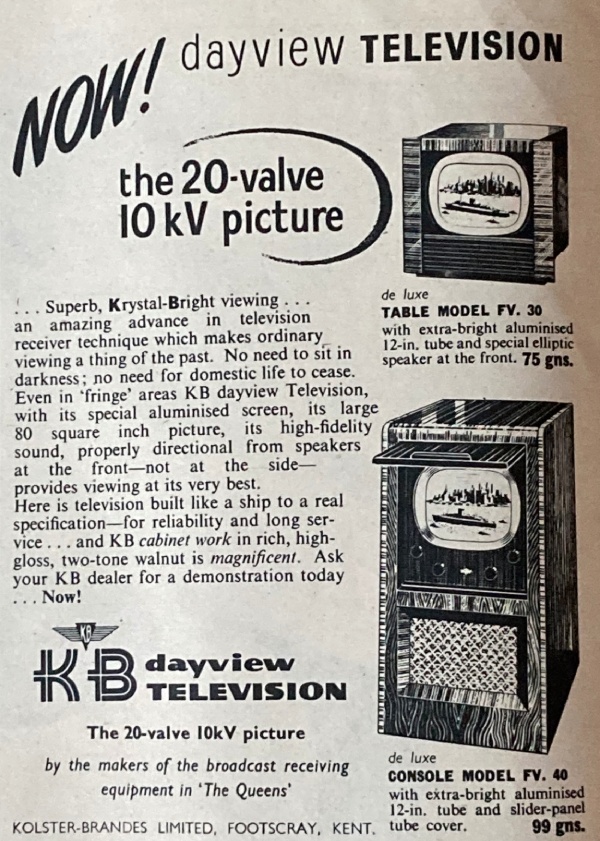 NOW! dayview TELEVISION
the 20-valve
10 kV picture
de luxe
TABLE MODEL FV. 30
with extra-bright aluminised
12-in. tube and special elliptic
speaker at the front. 75 gns.
... Superb, Krystal-Bright viewing ...
an amazing advance in television
receiver technique which makes ordinary
viewing a thing of the past. No need to sit in
darkness; no need for domestic life to cease.
Even in 'fringe' areas KB dayview Television,
with its special aluminised screen, its large
80 square inch picture, its high-fidelity
sound, properly directional from speakers
at the front—not at the side—
provides viewing at its very best.
Here is television built like a ship to a real
specification—for reliability and long ser-
vice ... and KB cabinet work in rich, high-
gloss, two-tone walnut is magnificent. Ask
your KB dealer for a demonstration today
... Now!
KB
KB dayview
TELEVISION
The 20-valve 10kV picture
by the makers of the broadcast receiving
equipment in 'The Queens'
KOLSTER-BRANDES LIMITED, FOOTSCRAY, KENT.
de luxe
CONSOLE MODEL FV. 40
with extra-bright aluminised
12-in. tube and slider-panel
tube cover. 99 gns.